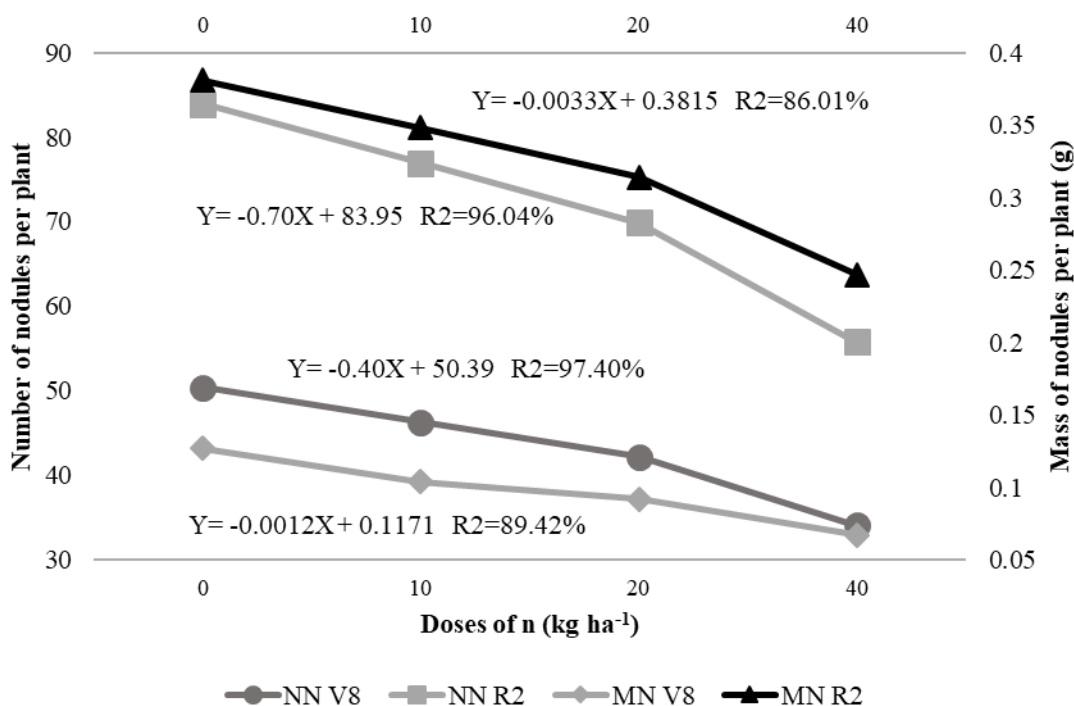 0 10 20 40
90 0.4
Y= -0.0033X + 0.3815 R2=86.01%
80 0.35
0.3
Y= -0.70X + 83.95 R2=96.04%
70
0.25
60
0.2
Y= -0.40X + 50.39 R2=97.40%
50
0.15
40
0.1
Y= -0.0012X + 0.1171 R2=89.42%
30 0.05
Number of nodules per plant
Mass of nodules per plant (g)
0 10 20 40
Doses of n (kg ha⁻¹)
NN V8 NN R2 MN V8 MN R2